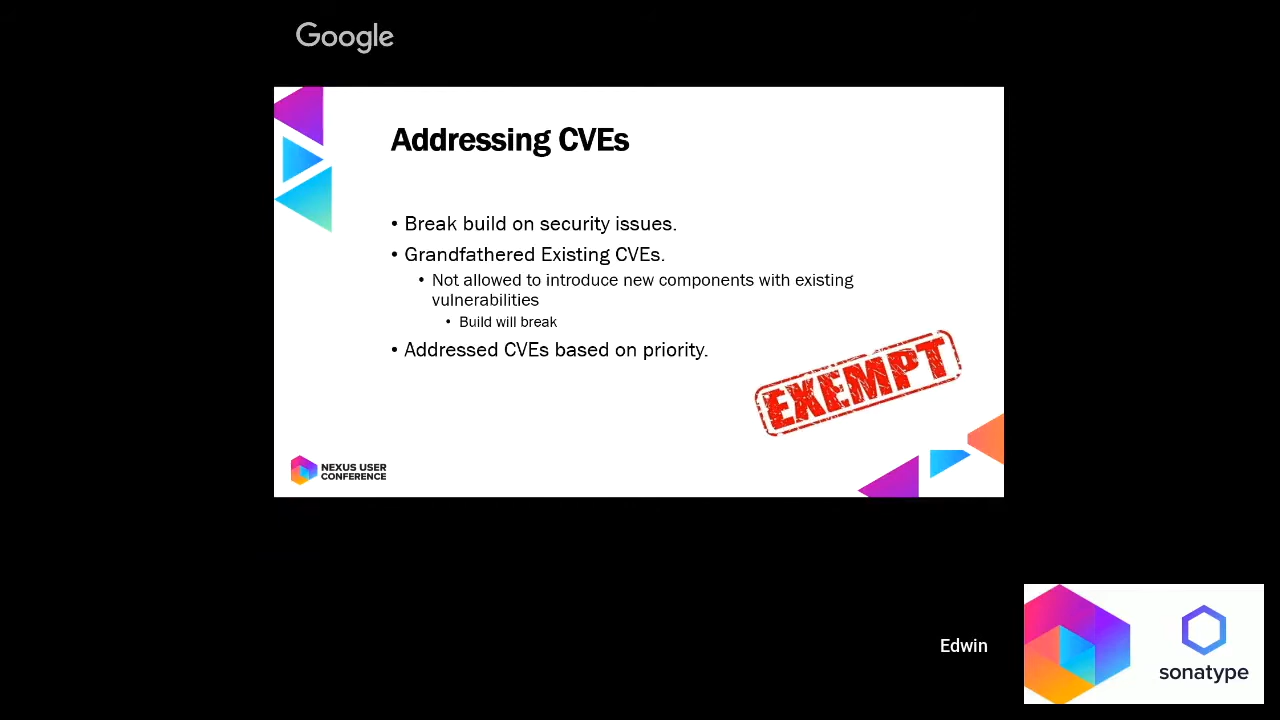 Google
Addressing CVEs
• Break build on security issues.
• Grandfathered Existing CVEs.
• Not allowed to introduce new components with existing
vulnerabilities
• Build will break
• Addressed CVEs based on priority.
EXEMPT
NEXUS USER
CONFERENCE
Edwin
sonatype